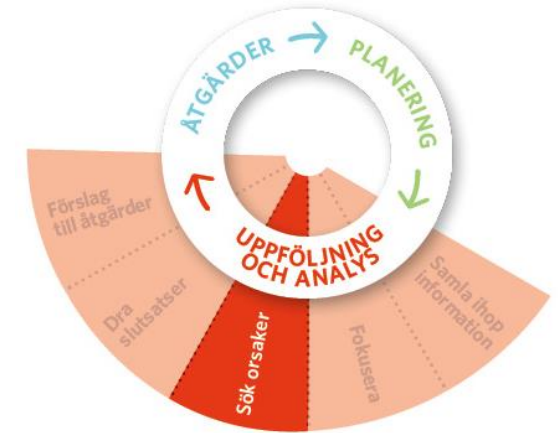 ÅTGÄRDER
PLANERING
UPPFÖLJNING
OCH ANALYS
Samla ihop
information
Fokusera
Sök orsaker
Dra
slutsatser
Förslag
till åtgärder